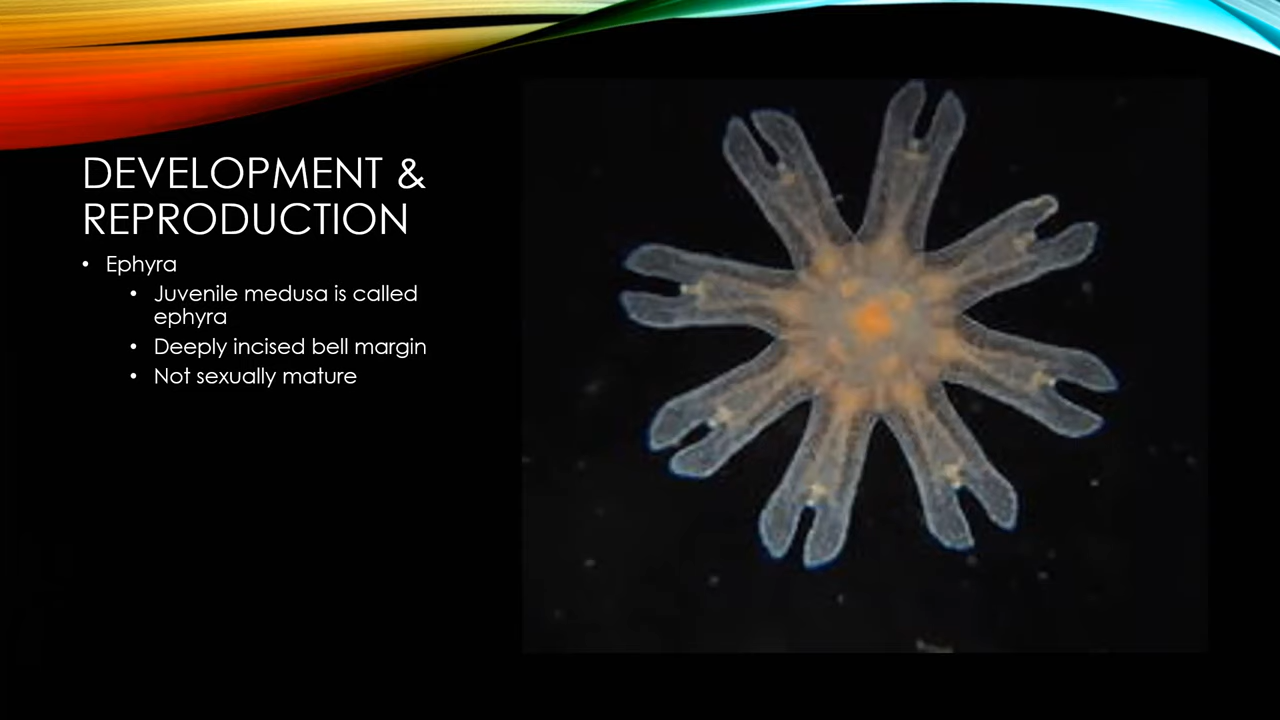 DEVELOPMENT &
REPRODUCTION
• Ephyra
• Juvenile medusa is called
ephyra
• Deeply incised bell margin
• Not sexually mature